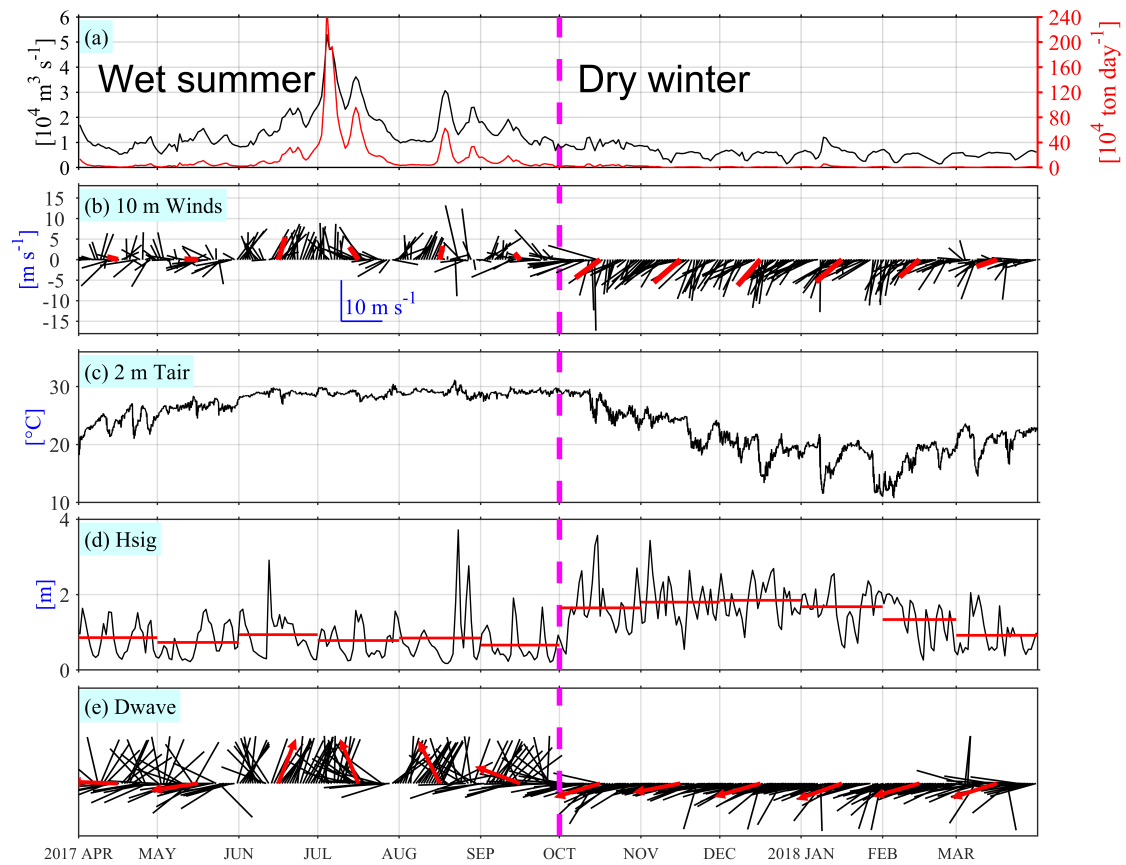 (a)
Wet summer
Dry winter
[10⁴ m³ s⁻¹]
6
5
4
3
2
1
0
240
200
160
120
80
40
0
[10⁴ ton day⁻¹]
(b) 10 m Winds
[m s⁻¹]
15
10
5
0
-5
-10
-15
10 m s⁻¹
(c) 2 m Tair
[°C]
30
20
10
(d) Hsig
[m]
4
2
0
(e) Dwave
2017 APR MAY JUN JUL AUG SEP OCT NOV DEC 2018 JAN FEB MAR